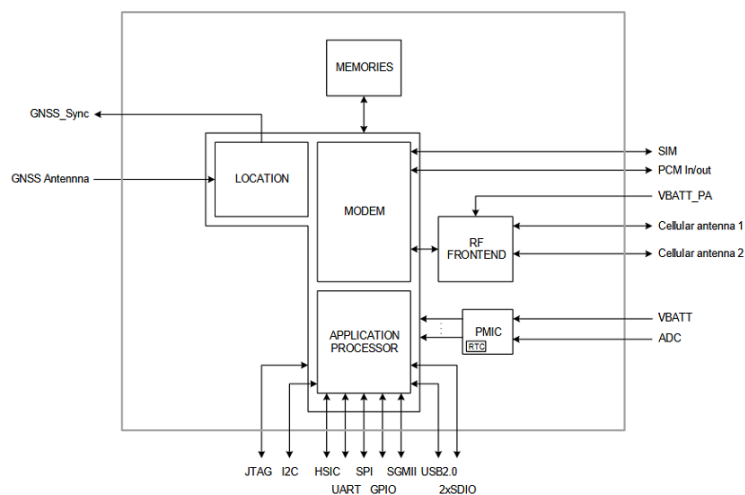 MEMORIES
GNSS_Sync
GNSS Antennna
LOCATION
MODEM
SIM
PCM In/out
VBATT_PA
RF
FRONTEND
Cellular antenna 1
Cellular antenna 2
APPLICATION
PROCESSOR
PMIC
RTC
VBATT
ADC
JTAG I2C HSIC SPI SGMII USB2.0
UART GPIO 2xSDIO